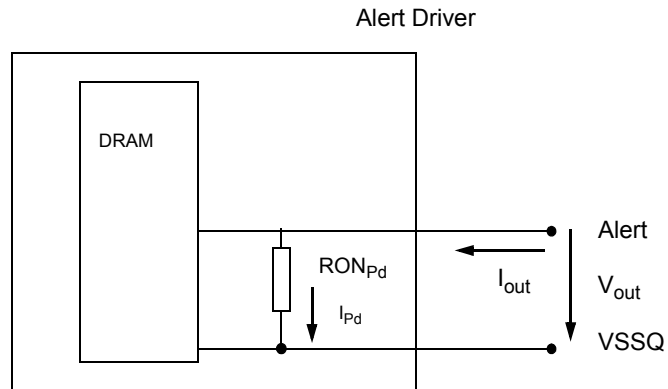 Alert Driver
DRAM
Alert
RONPd
Iout
Vout
IPd
VSSQ